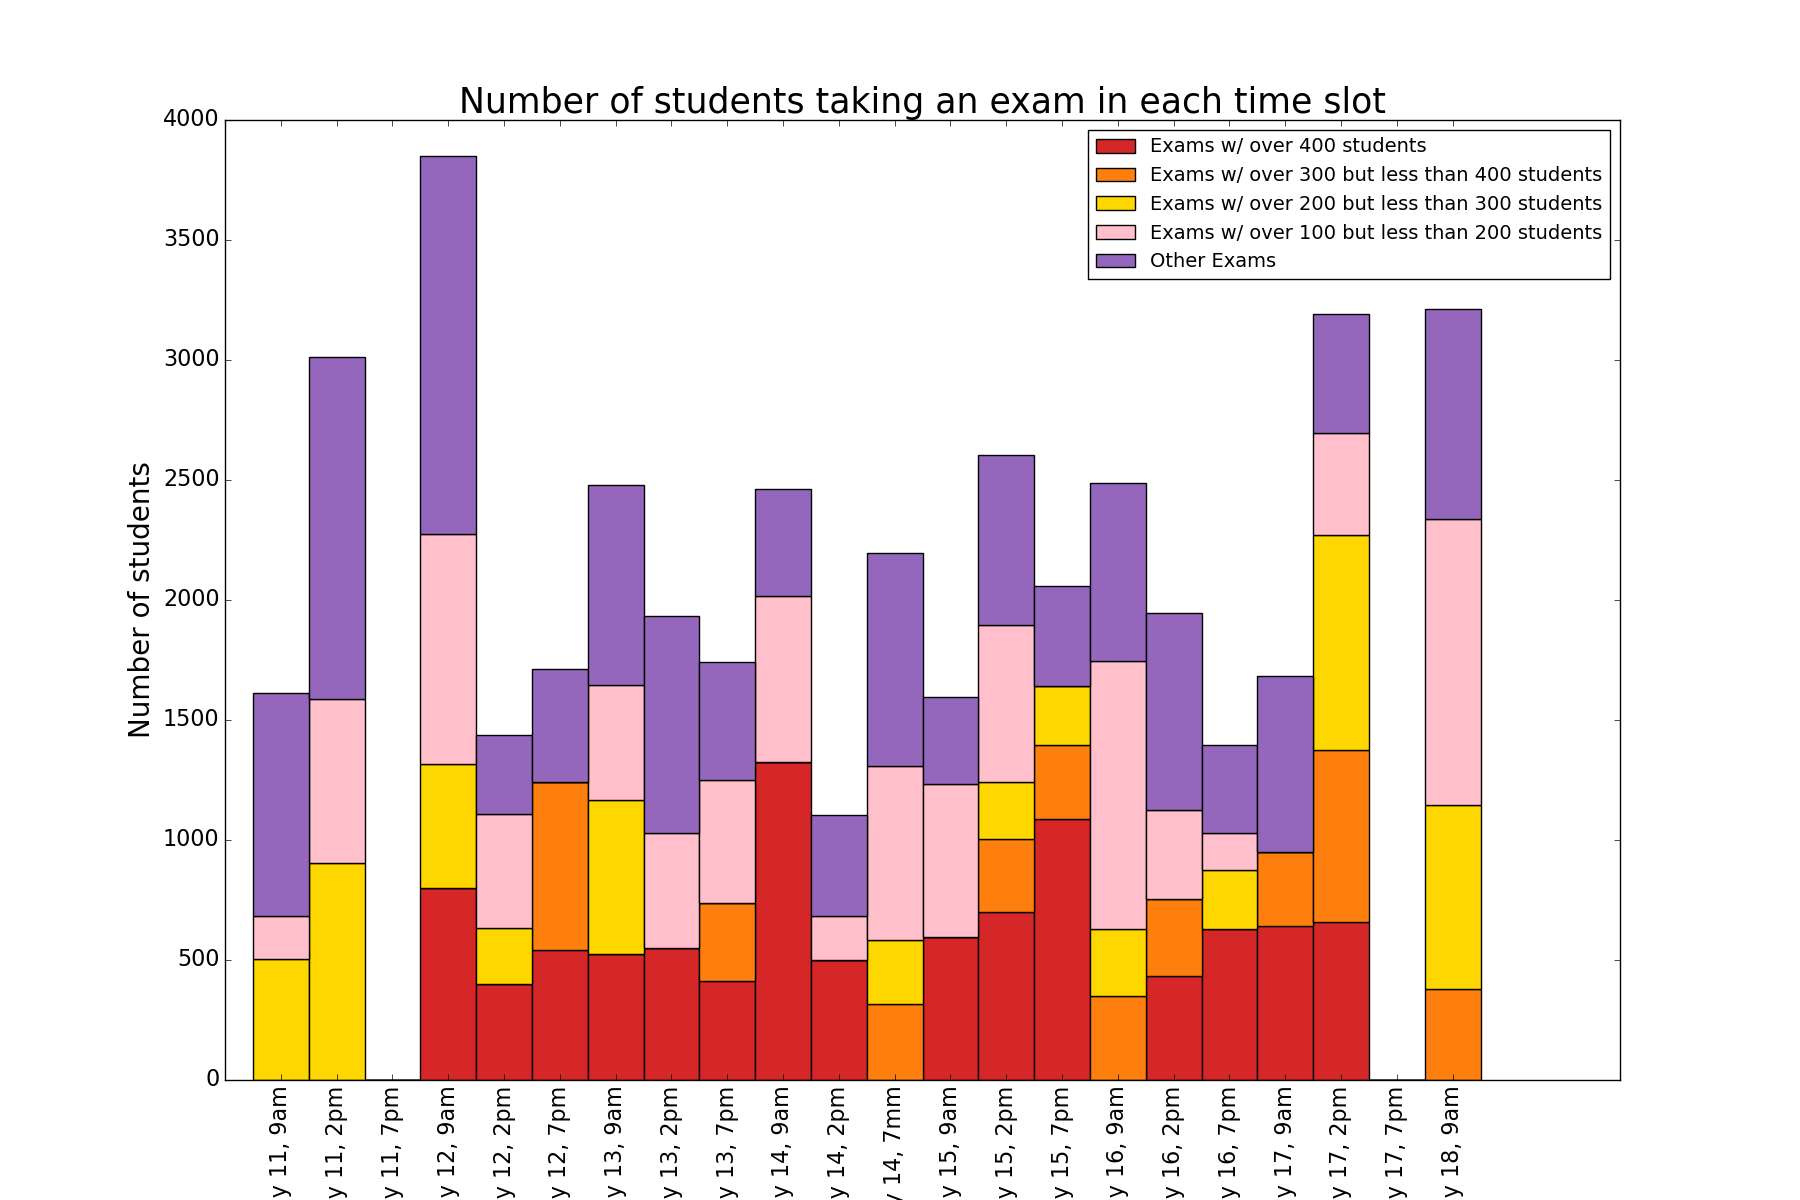 Number of students taking an exam in each time slot
Number of students
4000
3500
3000
2500
2000
1500
1000
500
0
Exams w/ over 400 students
Exams w/ over 300 but less than 400 students
Exams w/ over 200 but less than 300 students
Exams w/ over 100 but less than 200 students
Other Exams
y 11, 9am
y 11, 2pm
y 11, 7pm
y 12, 9am
y 12, 2pm
y 12, 7pm
y 13, 9am
y 13, 2pm
y 13, 7pm
y 14, 9am
y 14, 2pm
y 14, 7mm
y 15, 9am
y 15, 2pm
y 15, 7pm
y 16, 9am
y 16, 2pm
y 16, 7pm
y 17, 9am
y 17, 2pm
y 17, 7pm
y 18, 9am